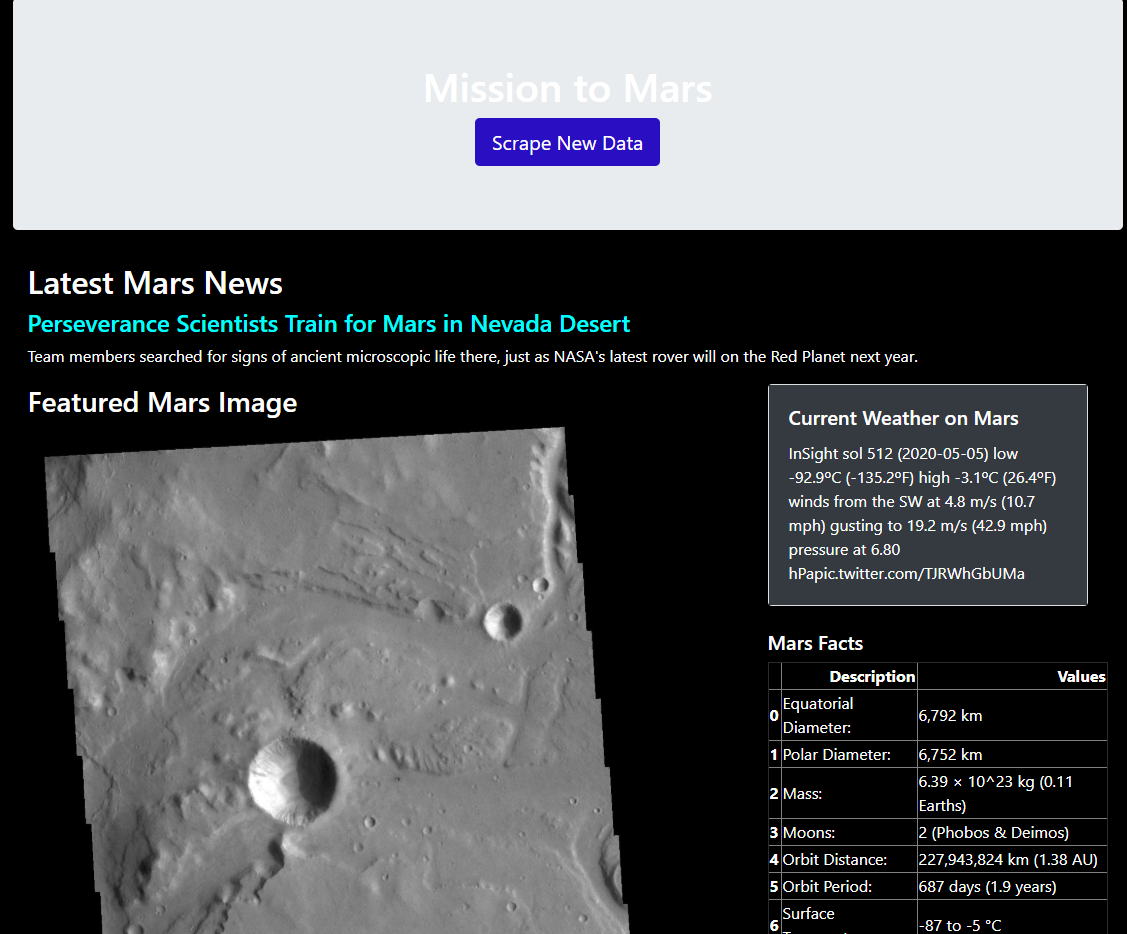 Mission to Mars
Scrape New Data
Latest Mars News
Perseverance Scientists Train for Mars in Nevada Desert
Team members searched for signs of ancient microscopic life there, just as NASA's latest rover will on the Red Planet next year.
Featured Mars Image
Current Weather on Mars
InSight sol 512 (2020-05-05) low
-92.9ºC (-135.2ºF) high -3.1ºC (26.4ºF)
winds from the SW at 4.8 m/s (10.7
mph) gusting to 19.2 m/s (42.9 mph)
pressure at 6.80
hPapic.twitter.com/TJRWhGbUMa
Mars Facts
Description Values
0 Equatorial Diameter: 6,792 km
1 Polar Diameter: 6,752 km
2 Mass: 6.39 × 10^23 kg (0.11 Earths)
3 Moons: 2 (Phobos & Deimos)
4 Orbit Distance: 227,943,824 km (1.38 AU)
5 Orbit Period: 687 days (1.9 years)
6 Surface -87 to -5 °C